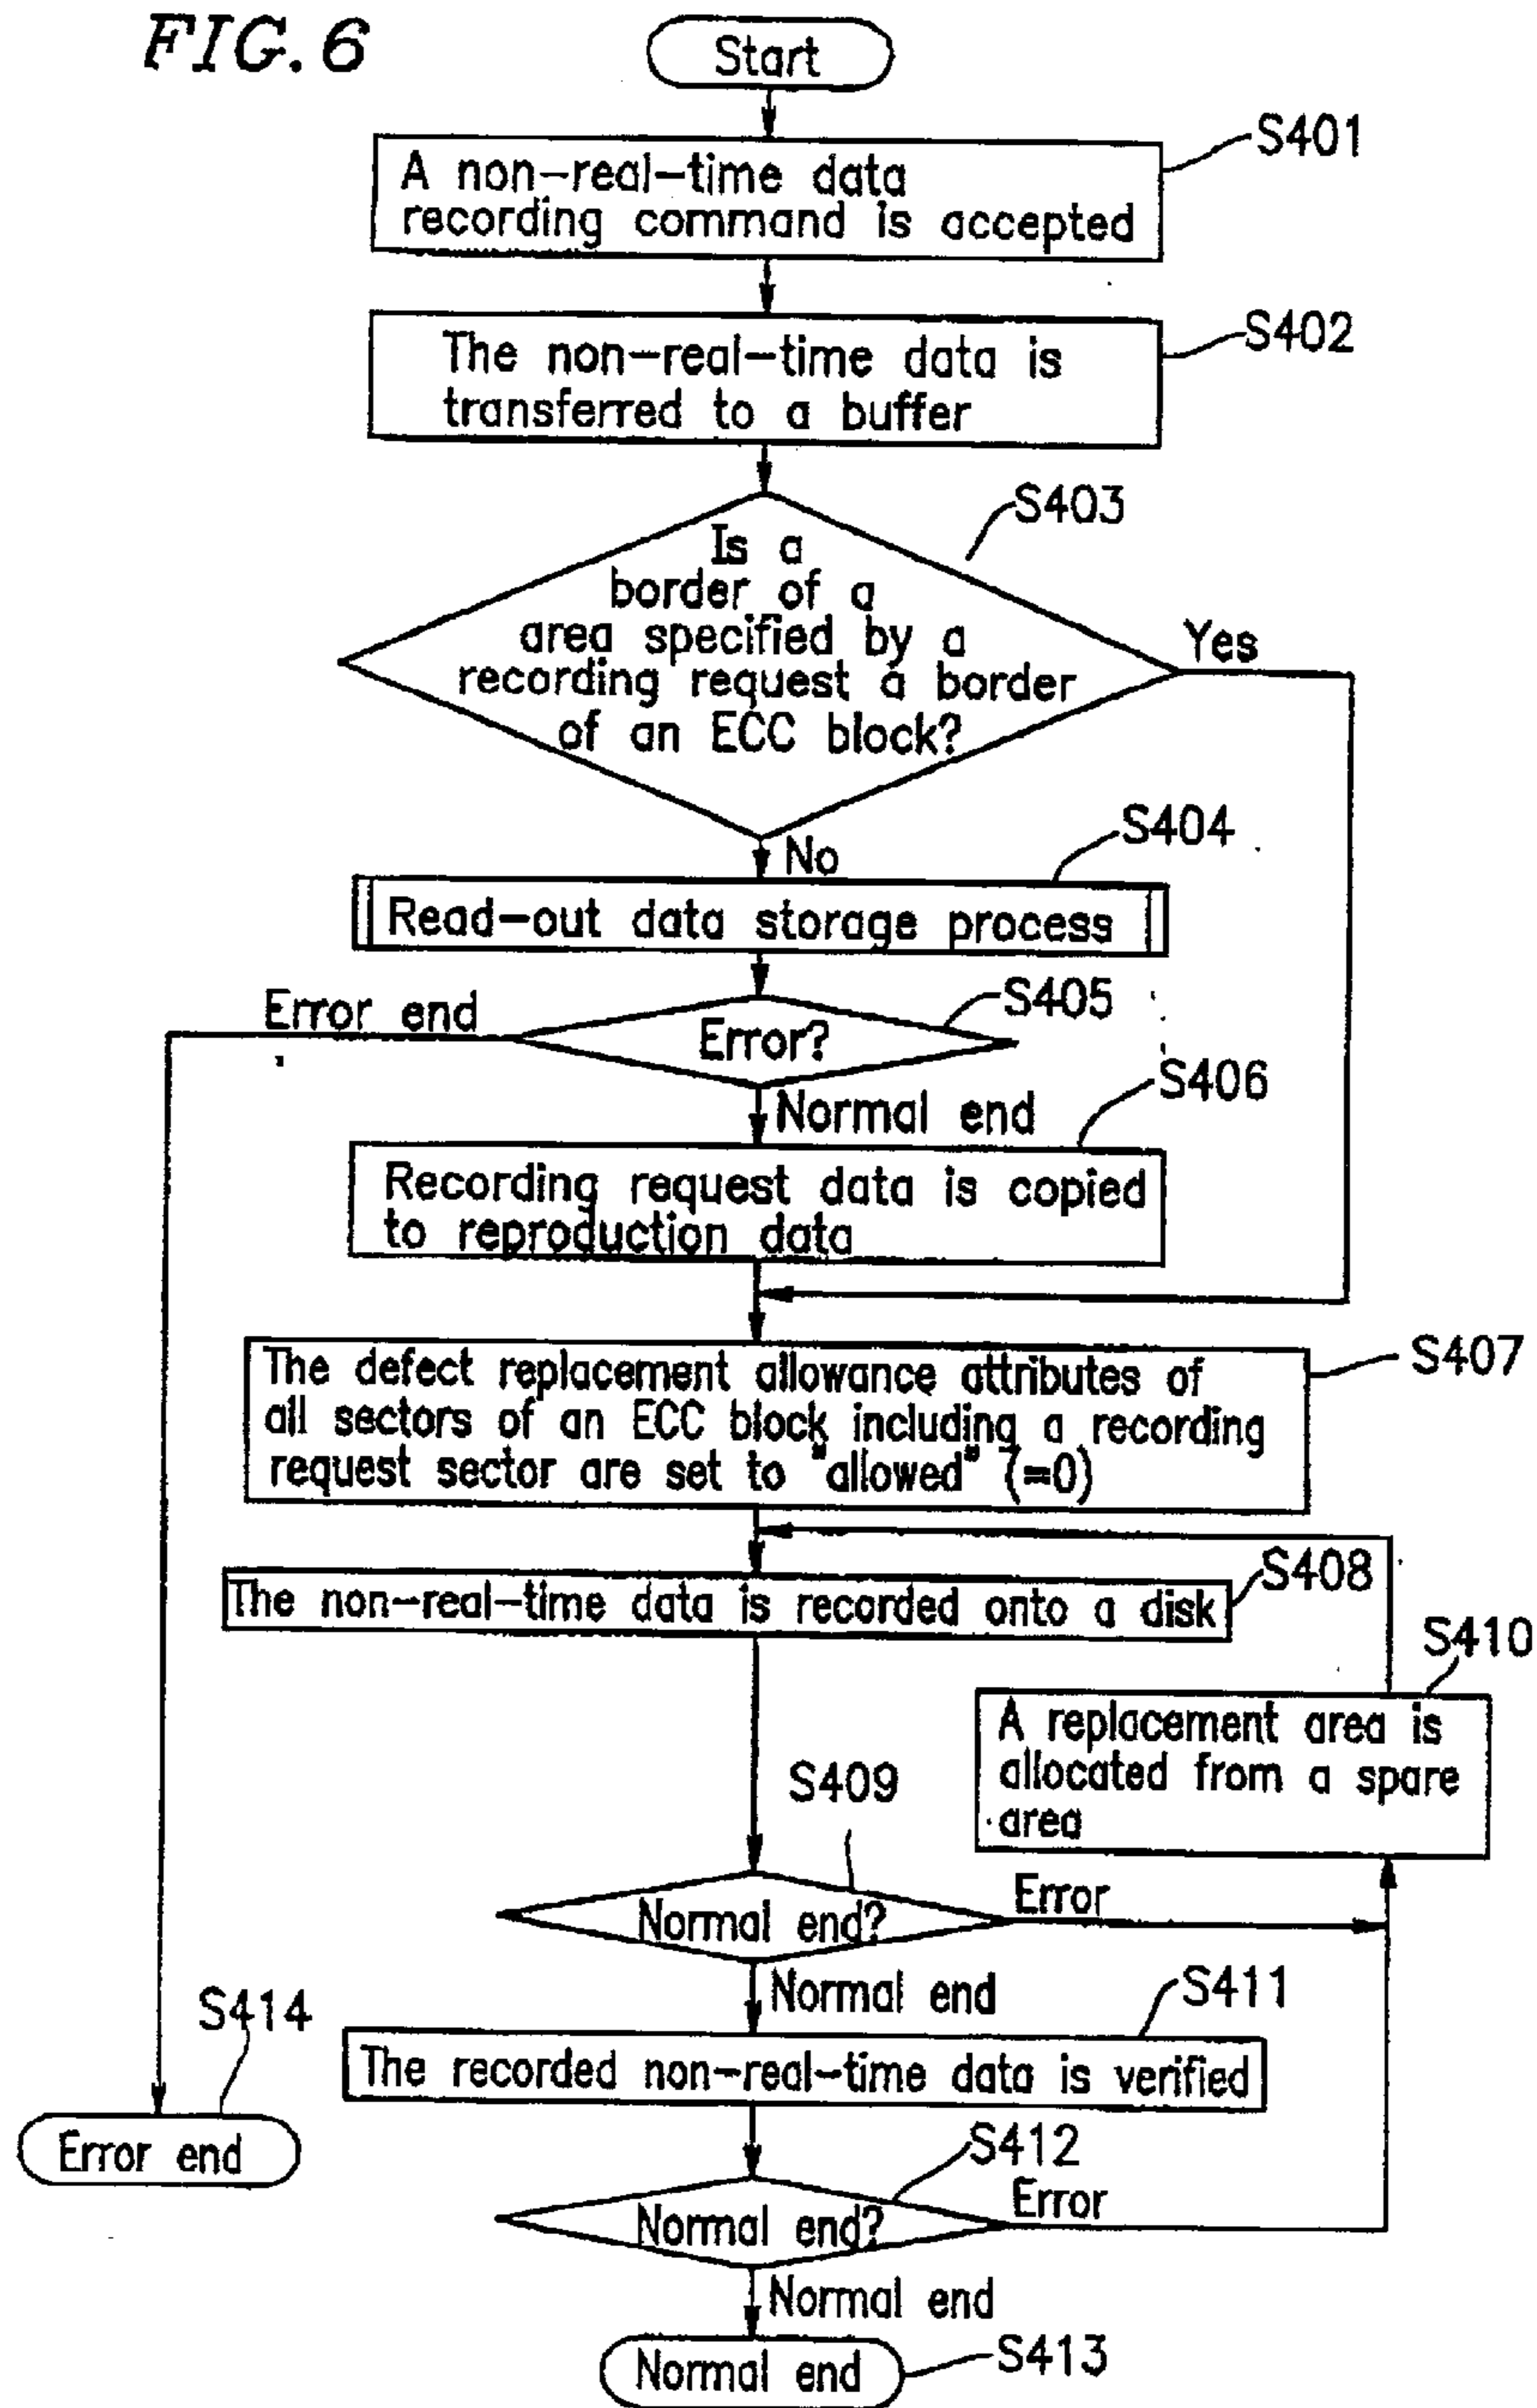 FIG. 6
Start
S401
A non-real-time data
recording command is accepted
S402
The non-real-time data is
transferred to a buffer
S403
Is a
border of a
area specified by a
recording request a border
of an ECC block?
Yes
No
S404
Read-out data storage process
S405
Error end
Error?
S406
Normal end
Recording request data is copied
to reproduction data
S407
The defect replacement allowance attributes of
all sectors of an ECC block including a recording
request sector are set to "allowed" (=0)
S408
The non-real-time data is recorded onto a disk
S410
A replacement area is
allocated from a spare
area
S409
Normal end?
Error
Normal end
S411
The recorded non-real-time data is verified
S414
Error end
S412
Normal end?
Error
Normal end
S413
Normal end